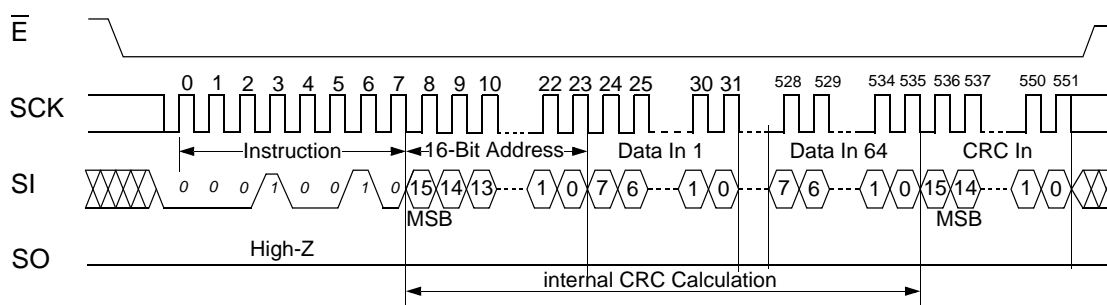 E
0 1 2 3 4 5 6 7 8 9 10 22 23 24 25 30 31 528 529 534 535 536 537 550 551
SCK
Instruction 16-Bit Address Data In 1 Data In 64 CRC In
SI 0 0 0 1 0 0 1 0 15 14 13 1 0 7 6 1 0 7 6 1 0 15 14 1 0
MSB MSB
High-Z
SO
internal CRC Calculation